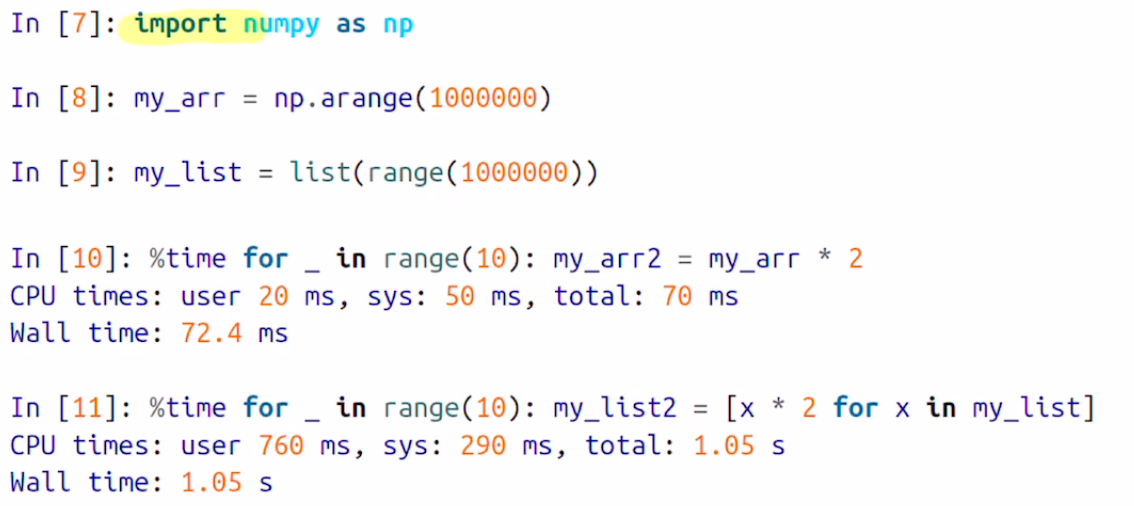 In [7]: import numpy as np
In [8]: my_arr = np.arange(1000000)
In [9]: my_list = list(range(1000000))
In [10]: %time for _ in range(10): my_arr2 = my_arr * 2
CPU times: user 20 ms, sys: 50 ms, total: 70 ms
Wall time: 72.4 ms
In [11]: %time for _ in range(10): my_list2 = [x * 2 for x in my_list]
CPU times: user 760 ms, sys: 290 ms, total: 1.05 s
Wall time: 1.05 s